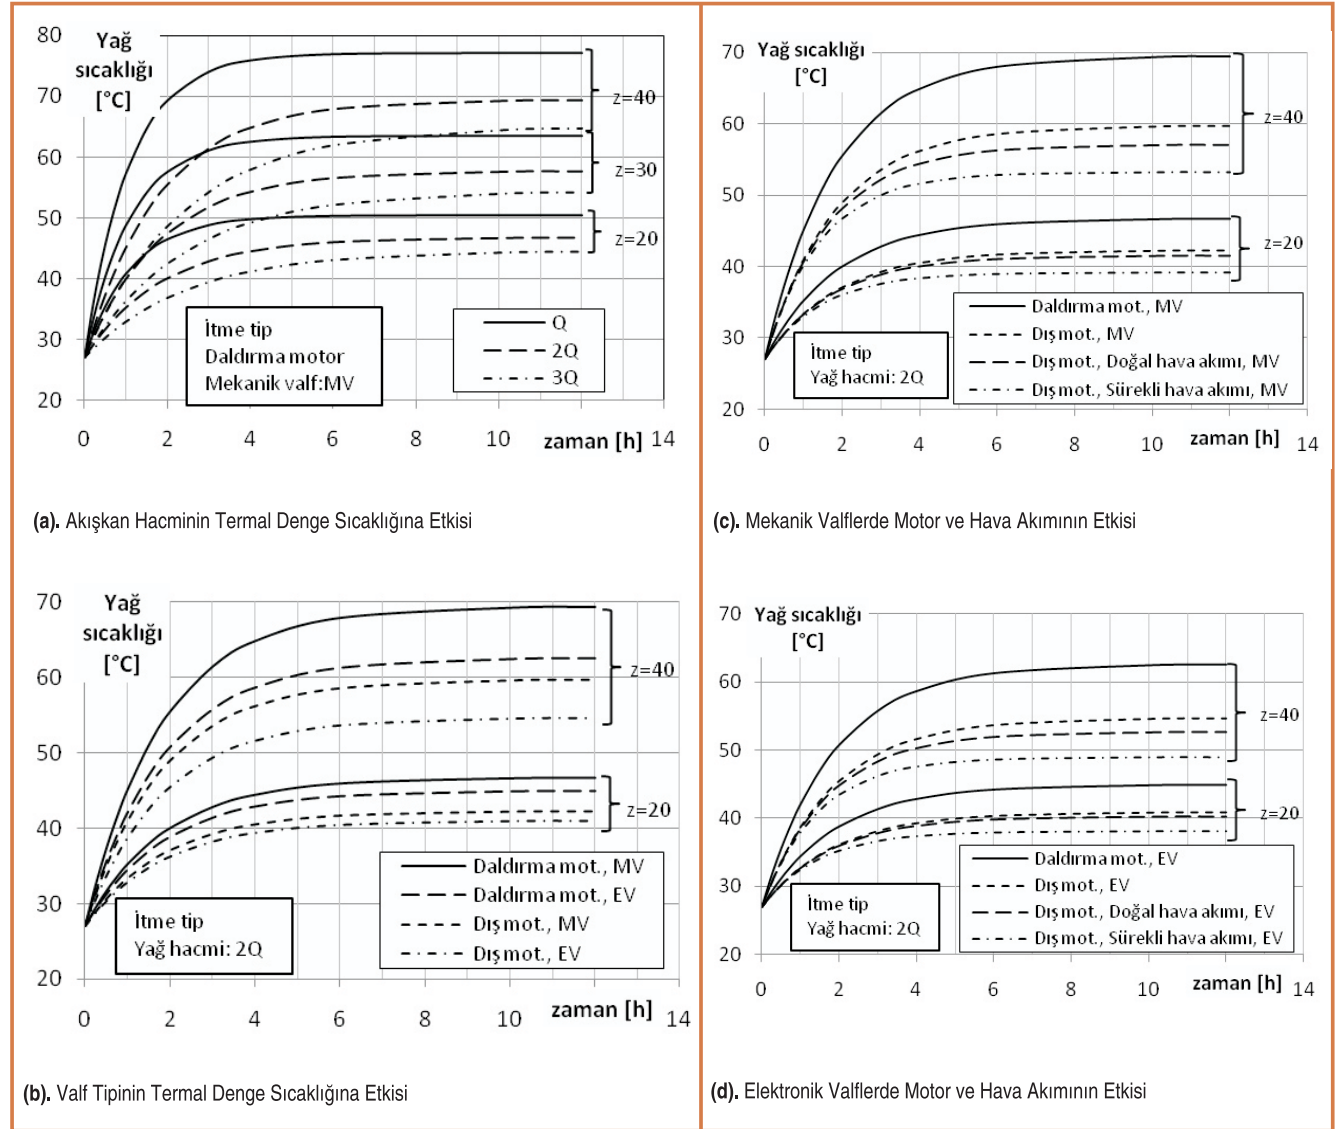 80
70
60
50
40
30
20
Yağ
sıcaklığı
[°C]
z=40
z=30
z=20
İtme tip
Daldırma motor
Mekanik valf:MV
Q
2Q
3Q
0 2 4 6 8 10 zaman [h] 14
(a). Akışkan Hacminin Termal Denge Sıcaklığına Etkisi
70
60
50
40
30
20
Yağ
sıcaklığı
[°C]
z=40
z=20
İtme tip
Yağ hacmi: 2Q
Daldırma mot., MV
Daldırma mot., EV
Dış mot., MV
Dış mot., EV
0 2 4 6 8 10 zaman [h] 14
(b). Valf Tipinin Termal Denge Sıcaklığına Etkisi
70
60
50
40
30
20
Yağ sıcaklığı
[°C]
z=40
z=20
İtme tip
Yağ hacmi: 2Q
Daldırma mot., MV
Dış mot., MV
Dış mot., Doğal hava akımı, MV
Dış mot., Sürekli hava akımı, MV
0 2 4 6 8 10 zaman [h] 14
(c). Mekanik Valflerde Motor ve Hava Akımının Etkisi
70
60
50
40
30
20
Yağ sıcaklığı
[°C]
z=40
z=20
İtme tip
Yağ hacmi: 2Q
Daldırma mot., EV
Dış mot., EV
Dış mot., Doğal hava akımı, EV
Dış mot., Sürekli hava akımı, EV
0 2 4 6 8 10 zaman [h] 14
(d). Elektronik Valflerde Motor ve Hava Akımının Etkisi